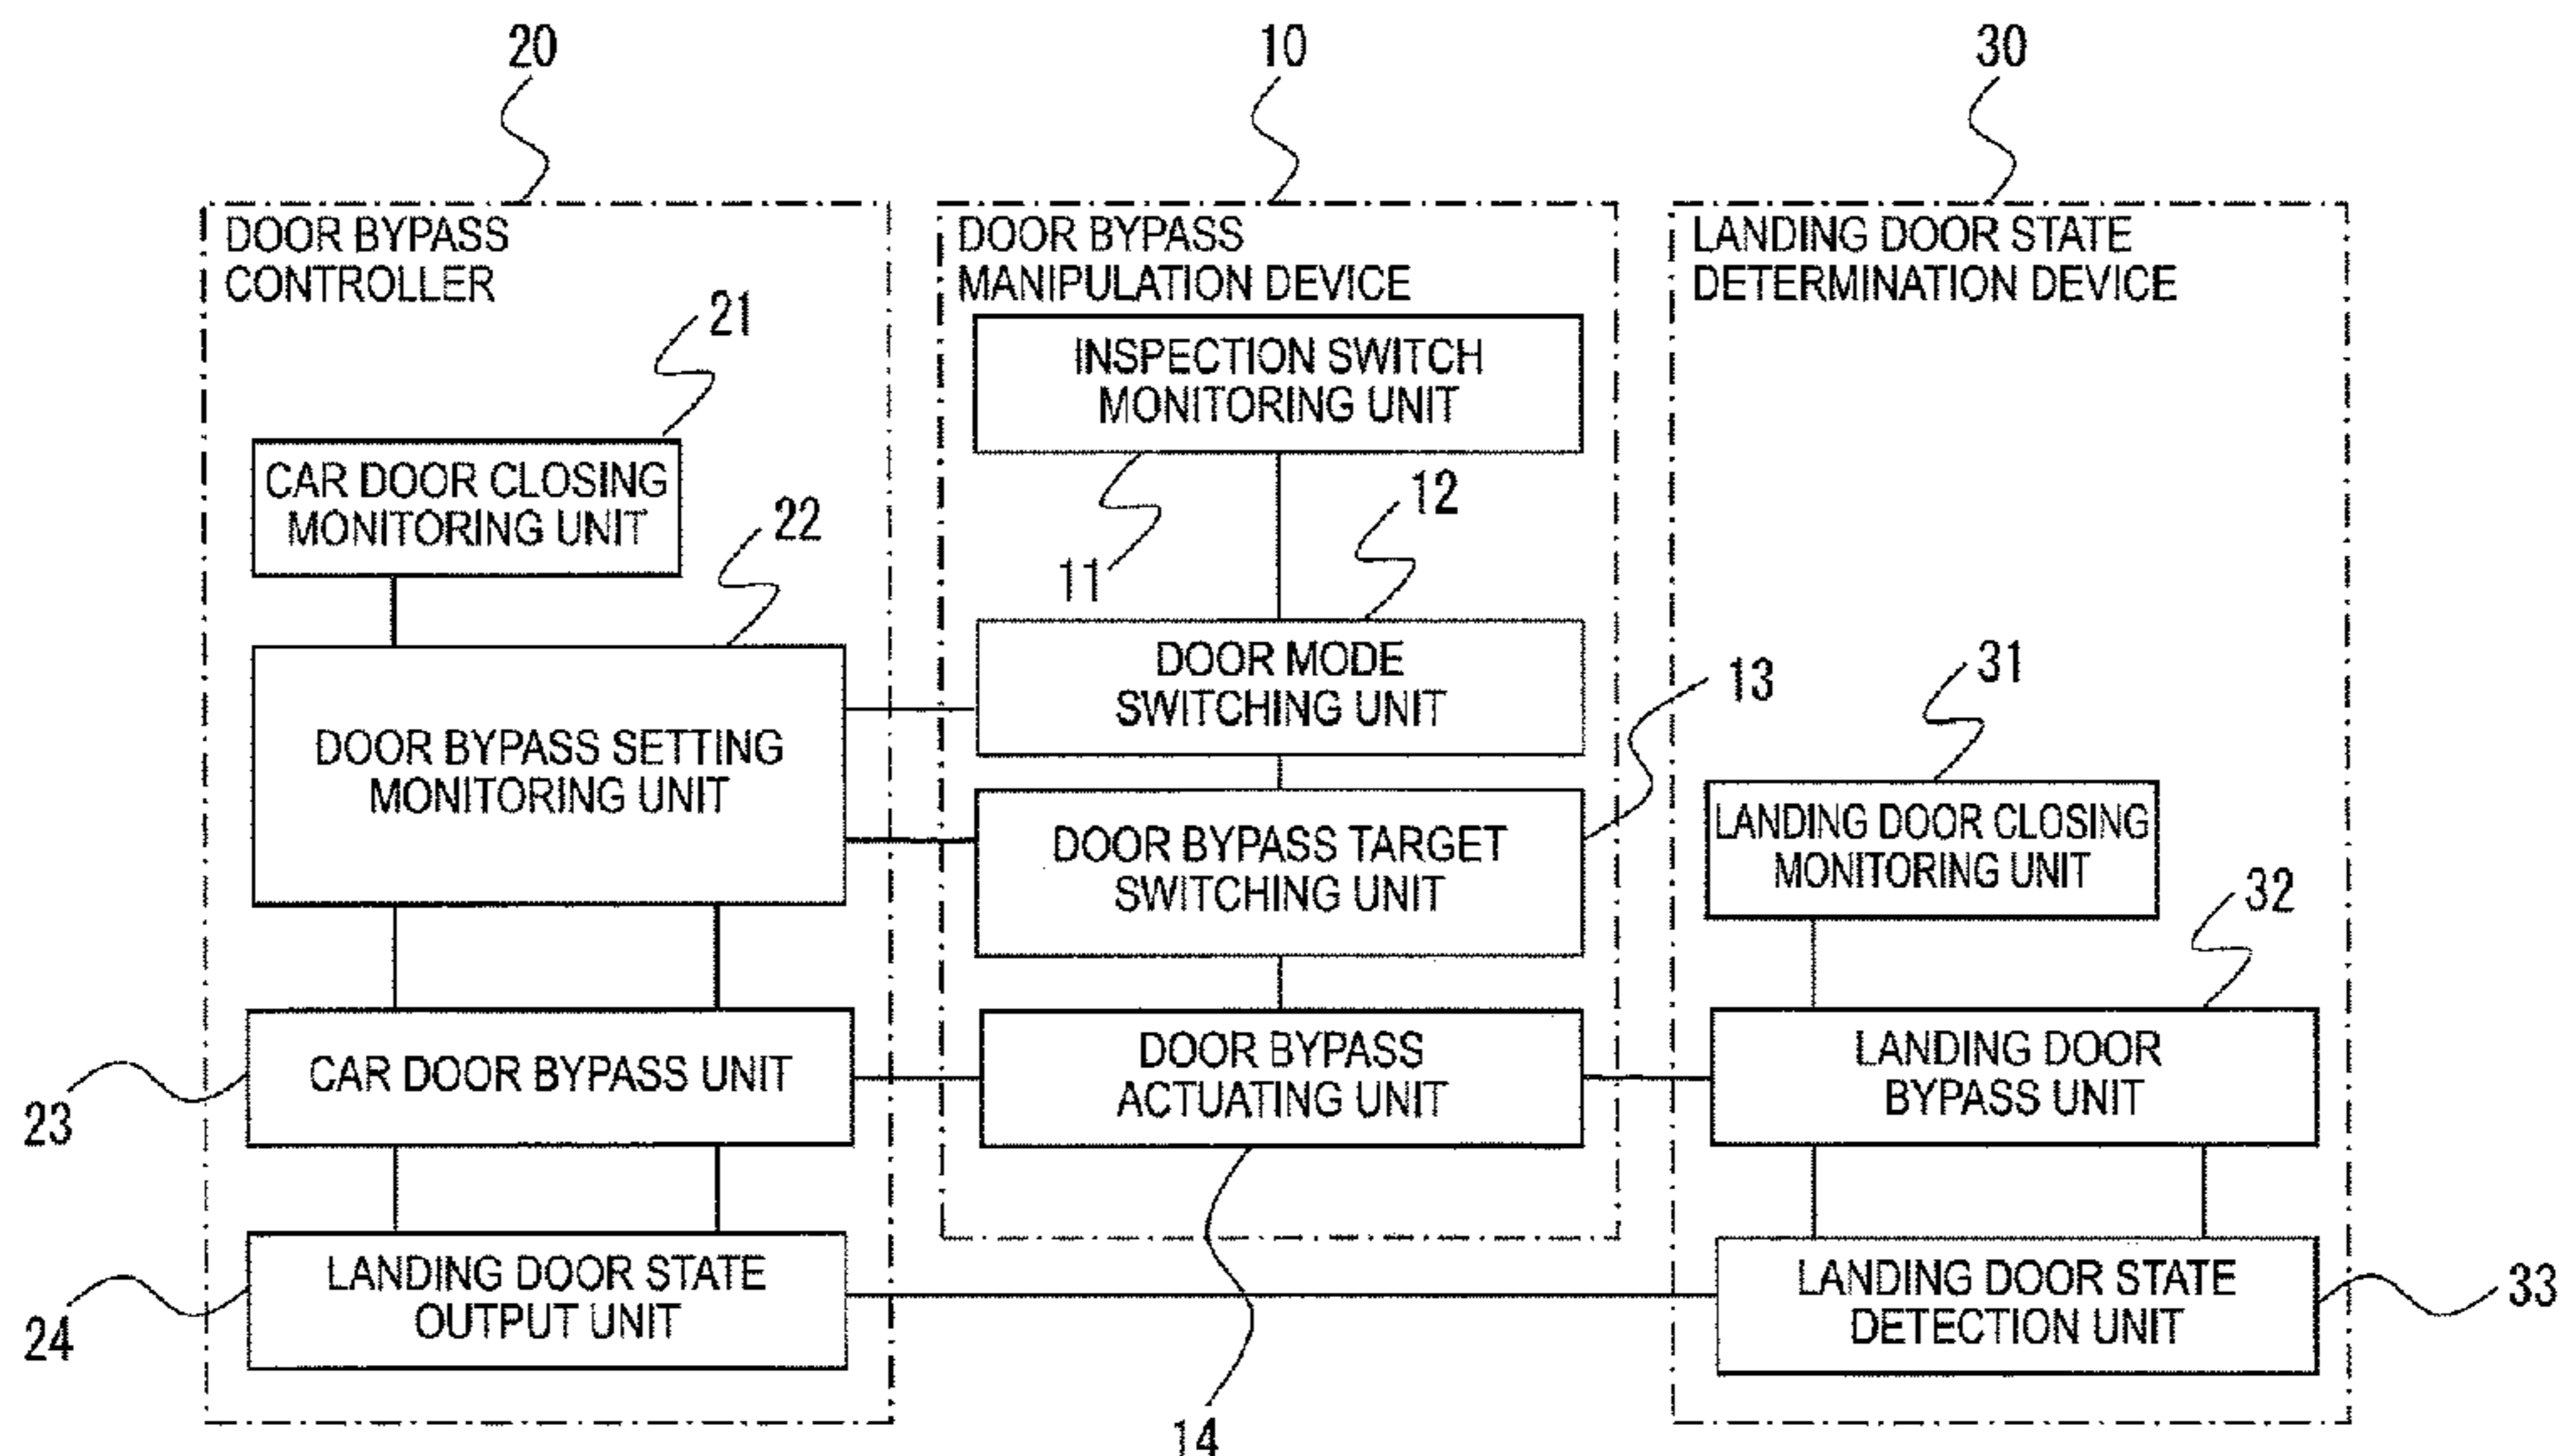 20
10
30
DOOR BYPASS
CONTROLLER
21
CAR DOOR CLOSING
MONITORING UNIT
22
DOOR BYPASS SETTING
MONITORING UNIT
CAR DOOR BYPASS UNIT
23
LANDING DOOR STATE
OUTPUT UNIT
24
DOOR BYPASS
MANIPULATION DEVICE
INSPECTION SWITCH
MONITORING UNIT
11
12
DOOR MODE
SWITCHING UNIT
13
DOOR BYPASS TARGET
SWITCHING UNIT
DOOR BYPASS
ACTUATING UNIT
14
LANDING DOOR STATE
DETERMINATION DEVICE
31
LANDING DOOR CLOSING
MONITORING UNIT
32
LANDING DOOR
BYPASS UNIT
LANDING DOOR STATE
DETECTION UNIT
33